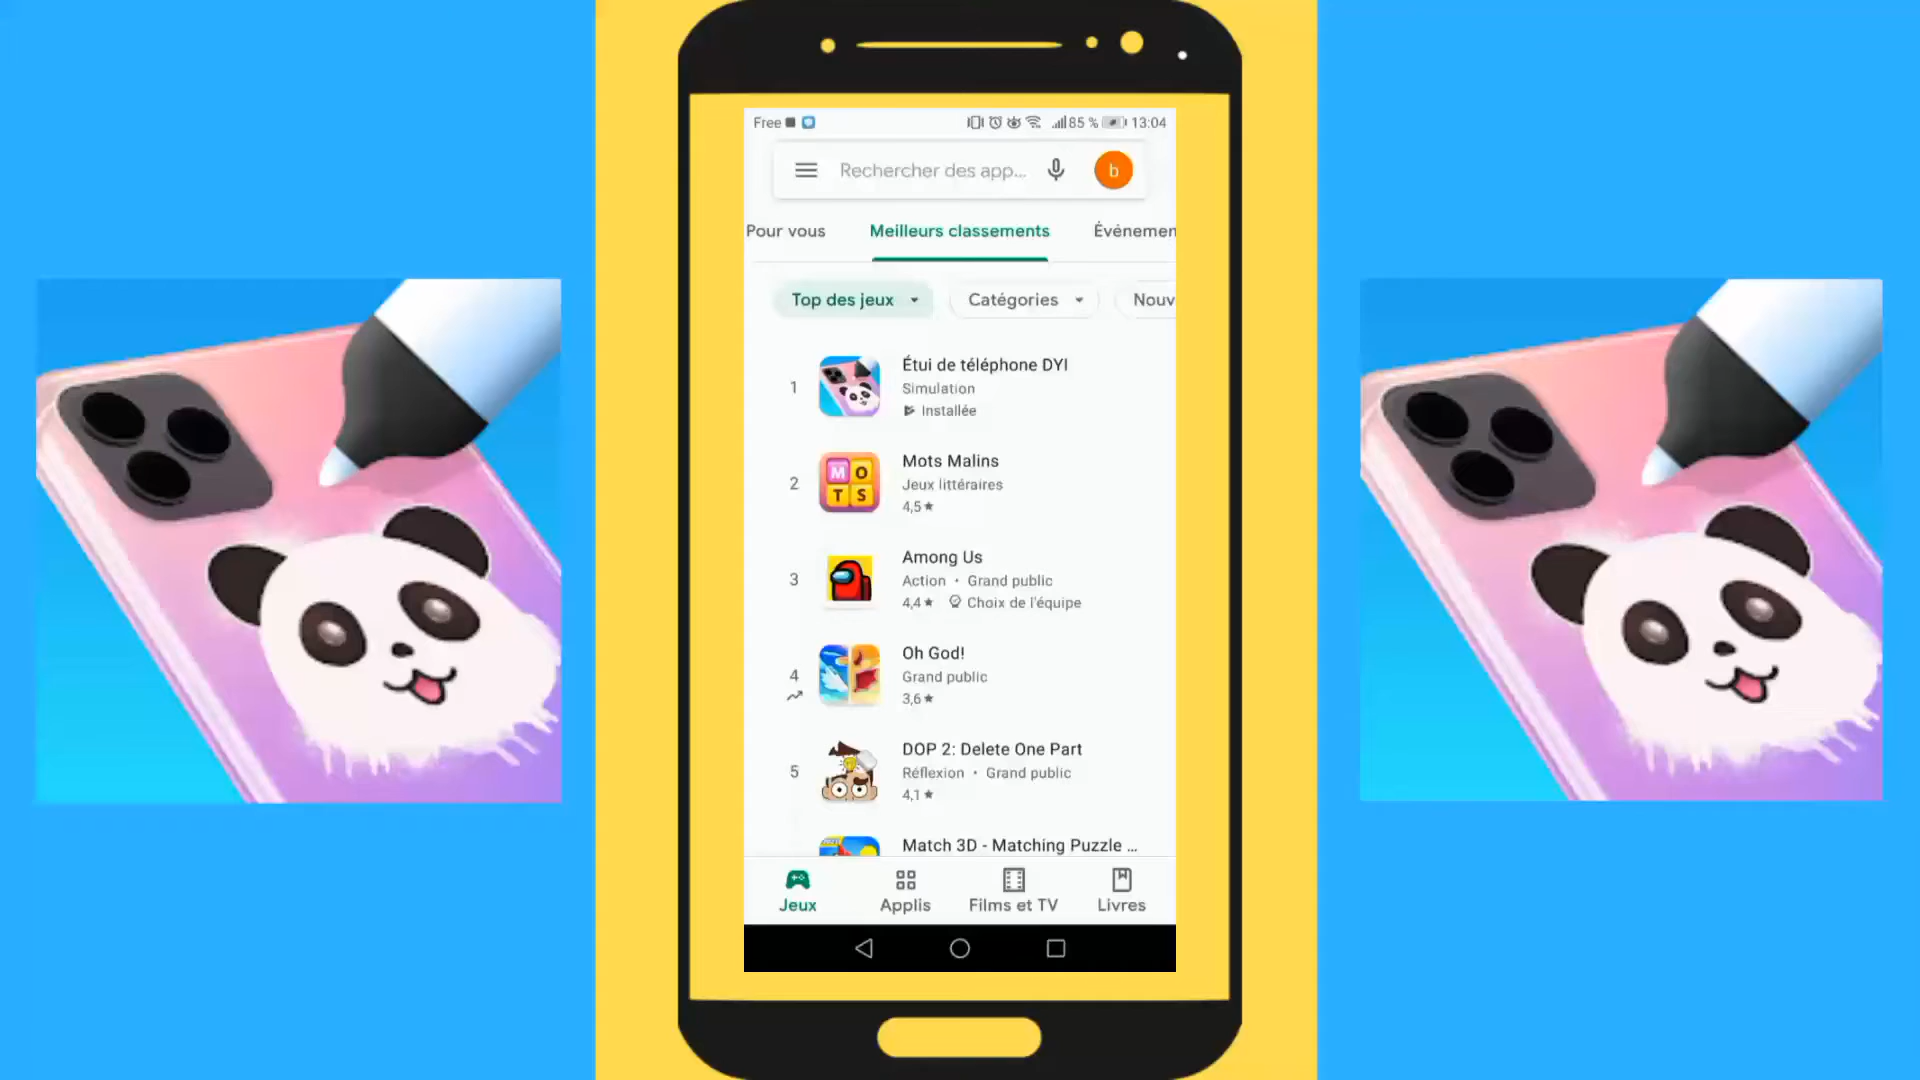 Free
85 %
13:04
Rechercher des app...
b
Pour vous
Meilleurs classements
Événemen
Top des jeux
Catégories
Nouv
1
Étui de téléphone DYI
Simulation
Installée
2
M O
T S
Mots Malins
Jeux littéraires
4,5★
3
Among Us
Action • Grand public
4,4★ Choix de l'équipe
4
Oh God!
Grand public
3,6★
5
DOP 2: Delete One Part
Réflexion • Grand public
4,1★
Match 3D - Matching Puzzle ...
Jeux
Applis
Films et TV
Livres